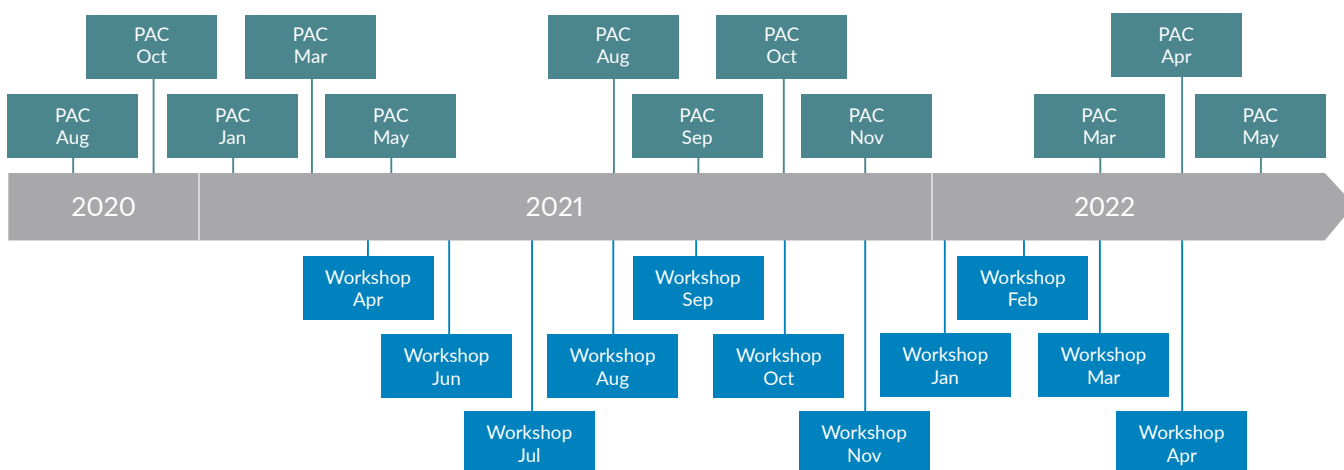 PAC
Oct
PAC
Mar
PAC
Aug
PAC
Oct
PAC
Apr
PAC
Aug
PAC
Jan
PAC
May
PAC
Sep
PAC
Nov
PAC
Mar
PAC
May
2020
2021
2022
Workshop
Apr
Workshop
Sep
Workshop
Feb
Workshop
Jun
Workshop
Aug
Workshop
Oct
Workshop
Jan
Workshop
Mar
Workshop
Jul
Workshop
Nov
Workshop
Apr